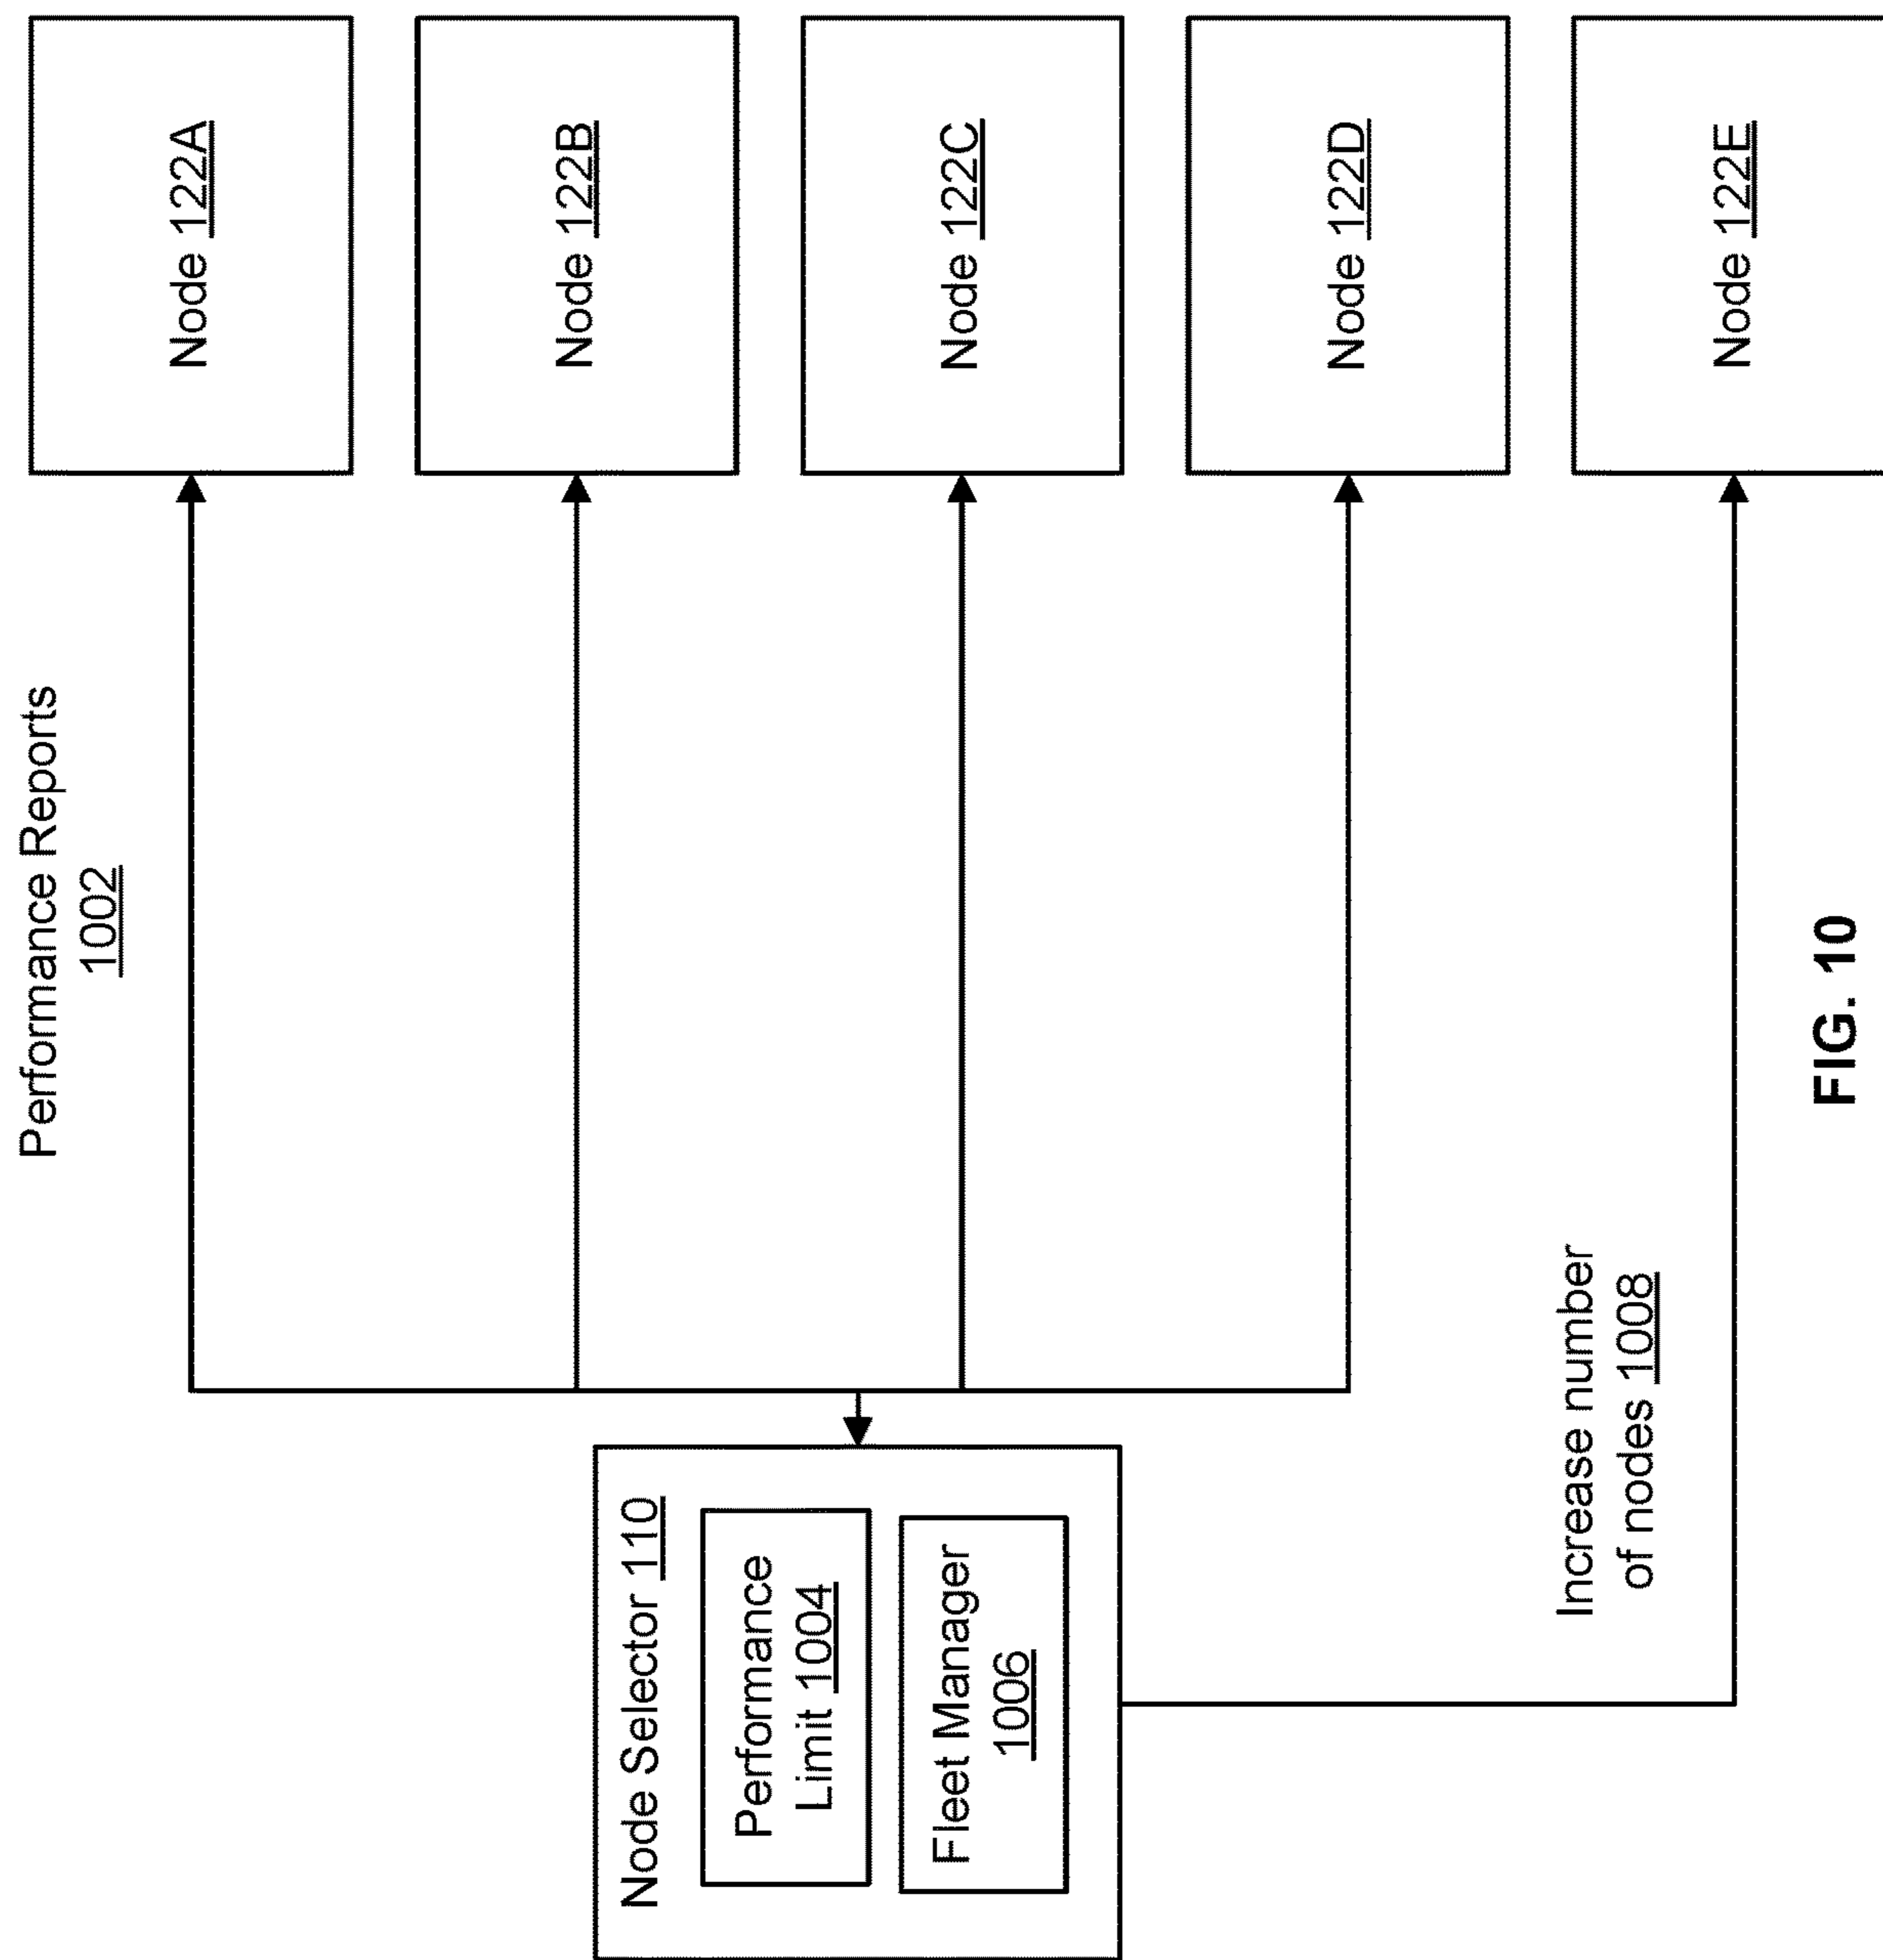 Performance Reports
1002
Node Selector 110
Performance
Limit 1004
Fleet Manager
1006
Node 122A
Node 122B
Node 122C
Node 122D
Node 122E
Increase number
of nodes 1008
FIG. 10